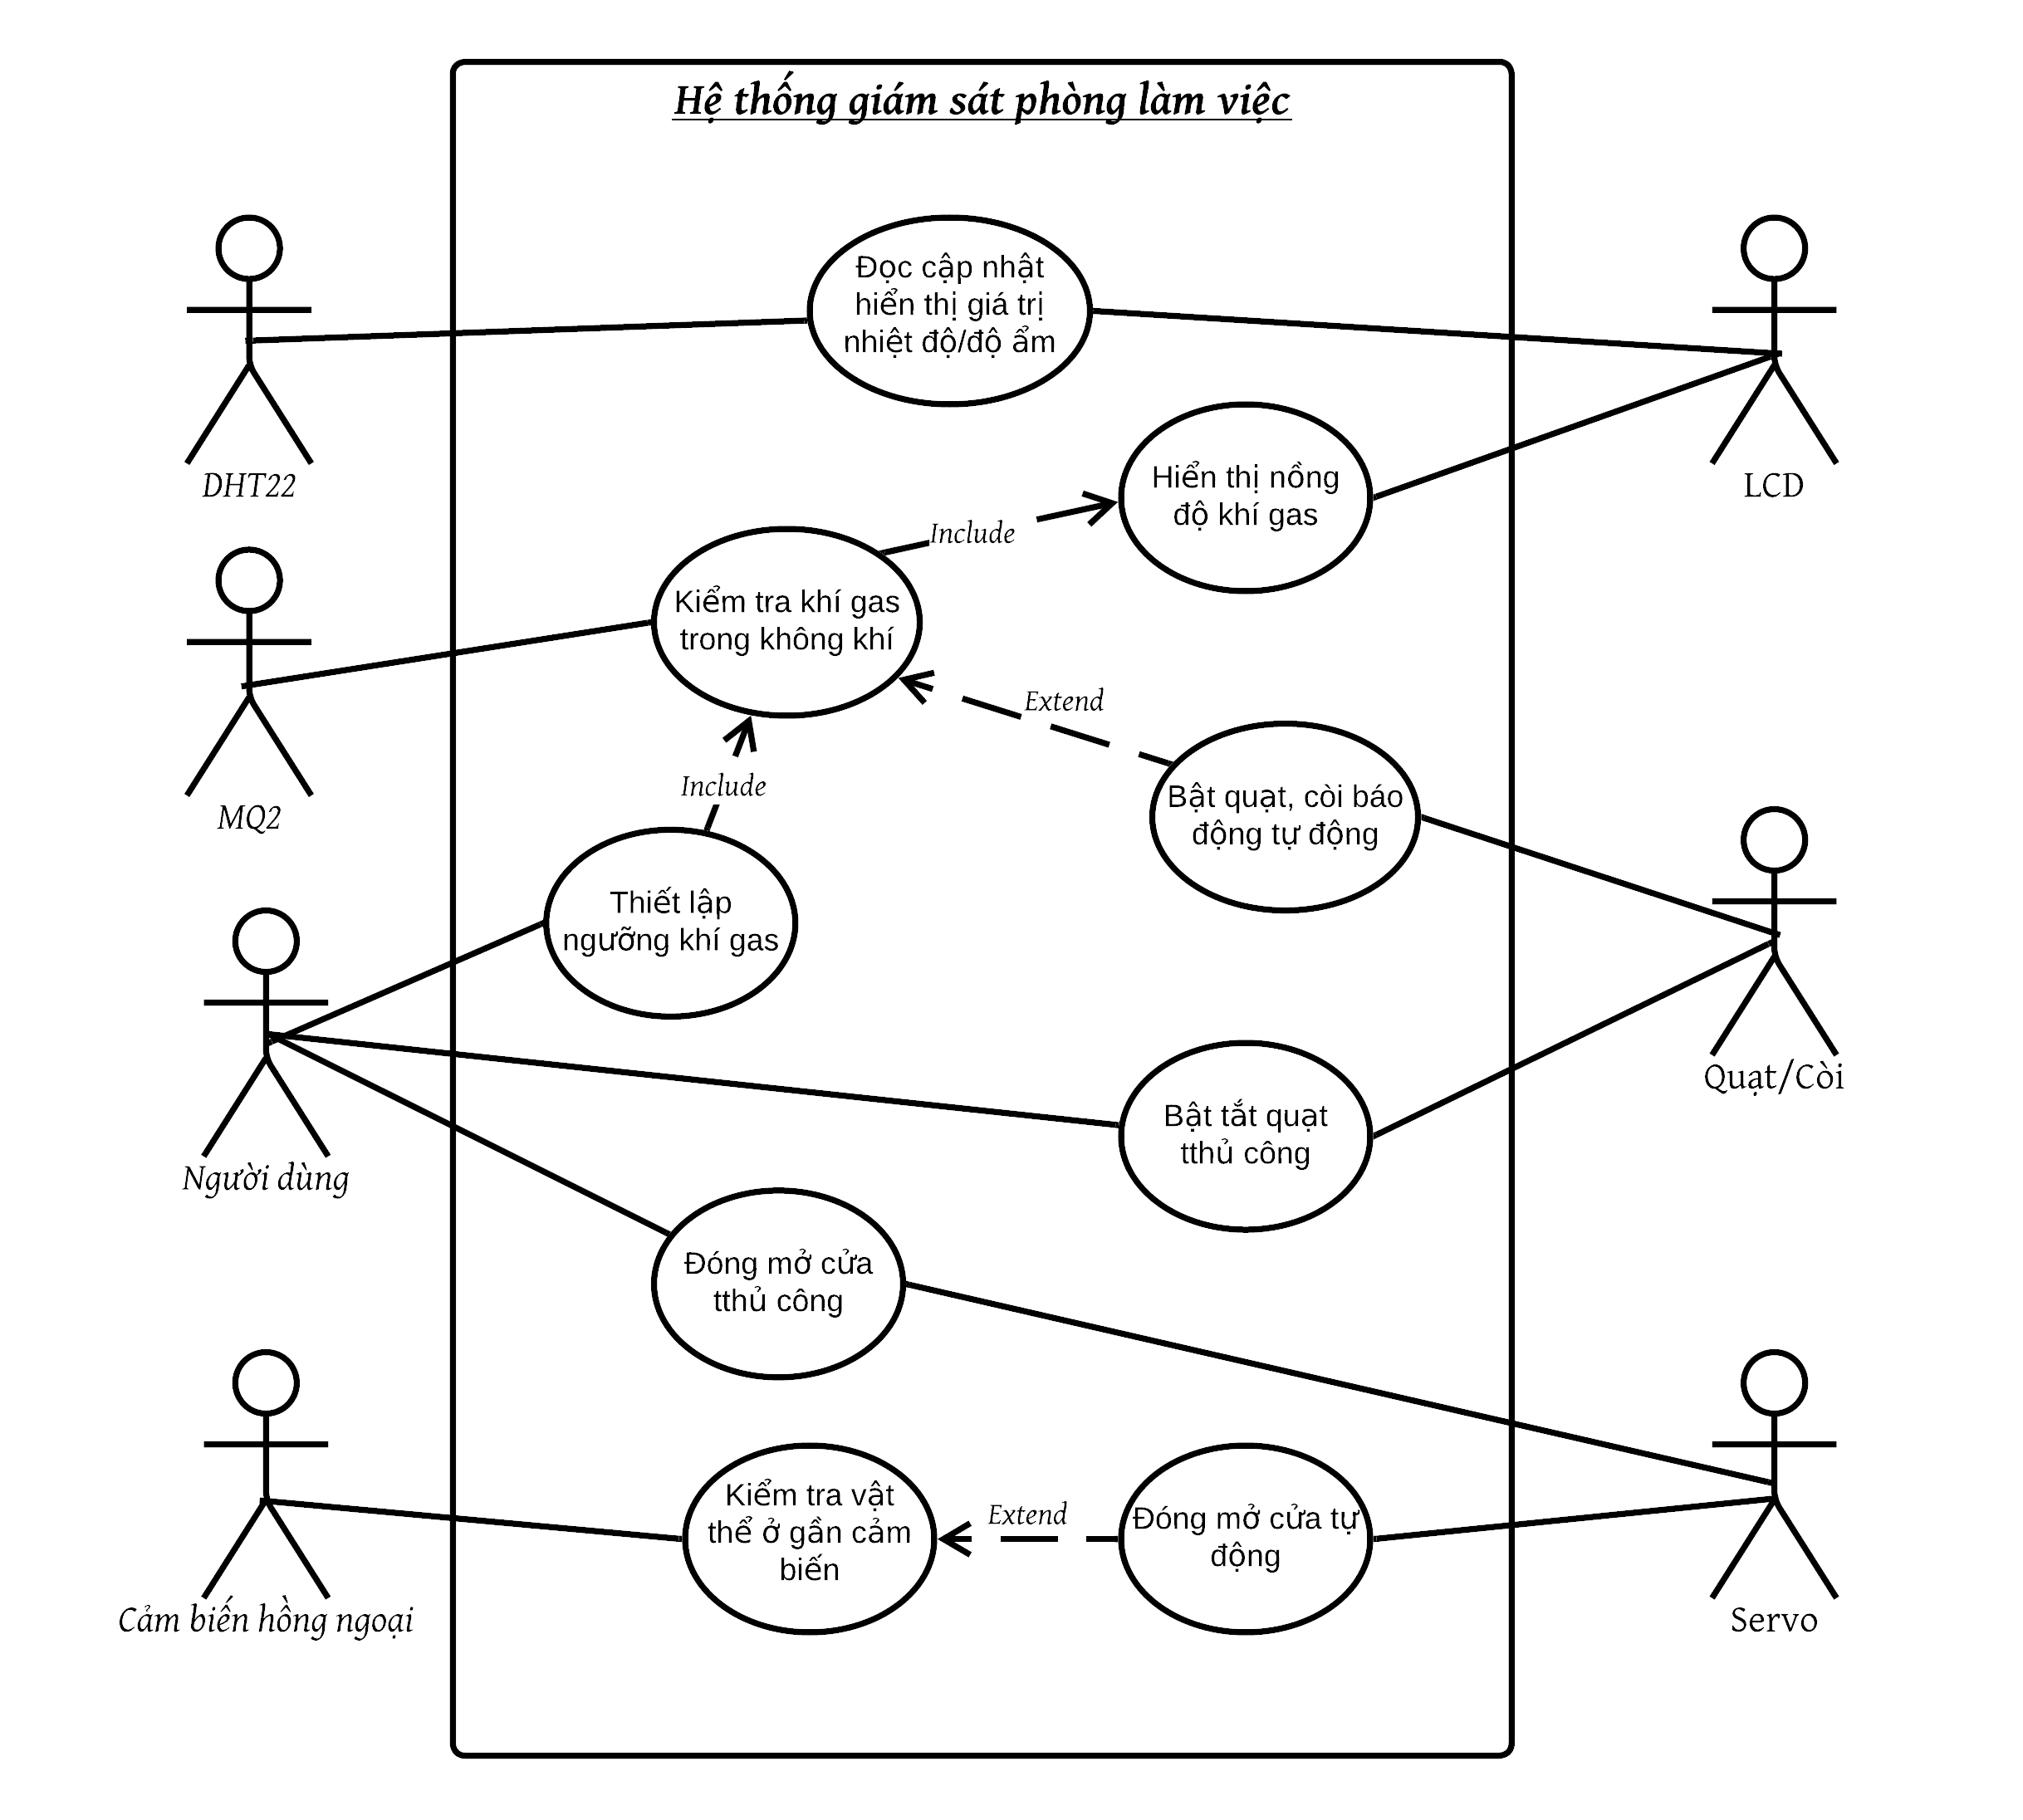 Hệ thống giám sát phòng làm việc
Đọc cập nhật
hiển thị giá trị
nhiệt độ/độ ẩm
DHT22
LCD
Hiển thị nồng
độ khí gas
Include
Kiểm tra khí gas
trong không khí
Extend
MQ2
Include
Bật quạt, còi báo
động tự động
Thiết lập
ngưỡng khí gas
Quạt/Còi
Bật tắt quạt
tthủ công
Người dùng
Đóng mở cửa
tthủ công
Kiểm tra vật
thể ở gần cảm
biến
Extend
Đóng mở cửa tự
động
Cảm biến hồng ngoại
Servo